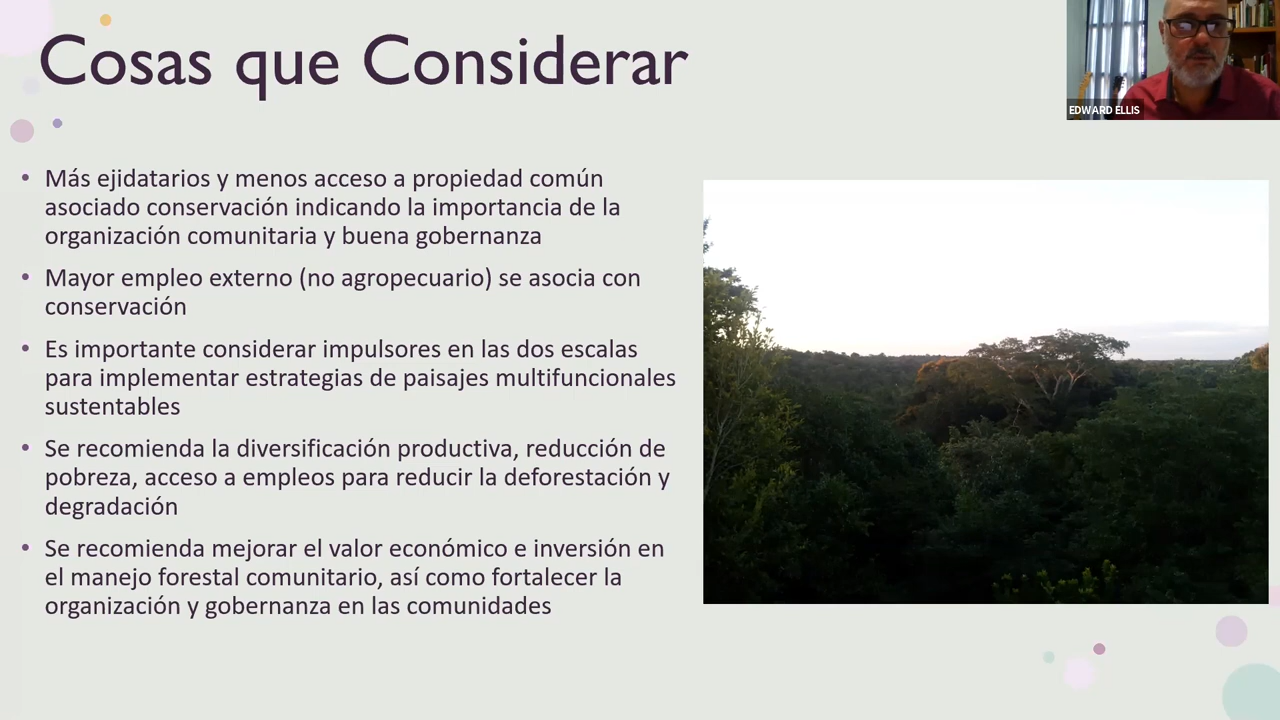 Cosas que Considerar
EDWARD ELLIS
• Más ejidatarios y menos acceso a propiedad común
asociado conservación indicando la importancia de la
organización comunitaria y buena gobernanza
• Mayor empleo externo (no agropecuario) se asocia con
conservación
• Es importante considerar impulsores en las dos escalas
para implementar estrategias de paisajes multifuncionales
sustentables
• Se recomienda la diversificación productiva, reducción de
pobreza, acceso a empleos para reducir la deforestación y
degradación
• Se recomienda mejorar el valor económico e inversión en
el manejo forestal comunitario, así como fortalecer la
organización y gobernanza en las comunidades